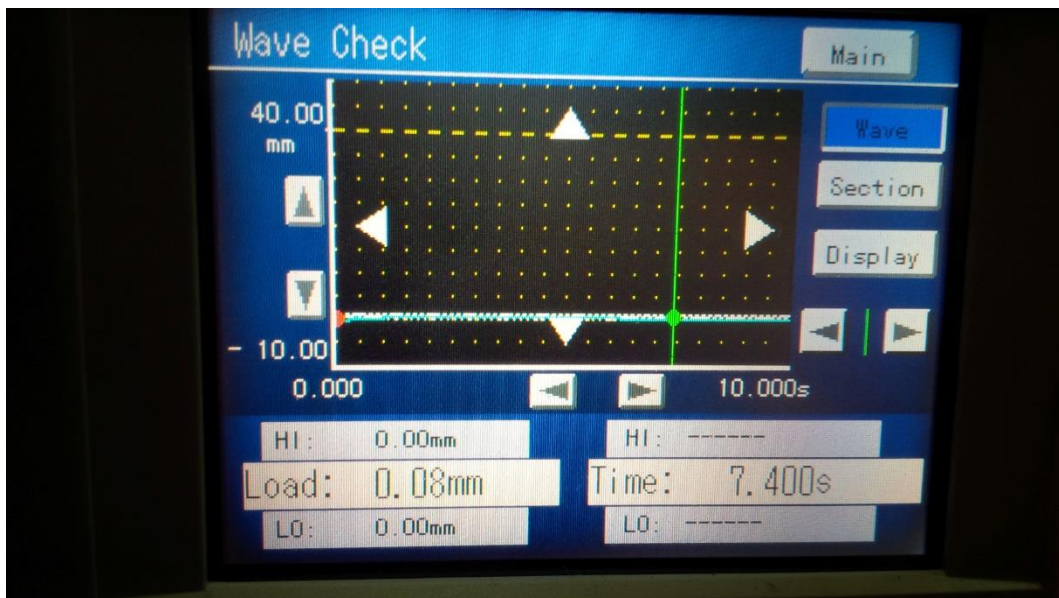 Wave Check
Main
40.00
mm
Wave
Section
Display
- 10.00
0.000
10.000s
HI: 0.00mm
HI: ------
Load: 0.08mm
Time: 7.400s
LO: 0.00mm
LO: ------